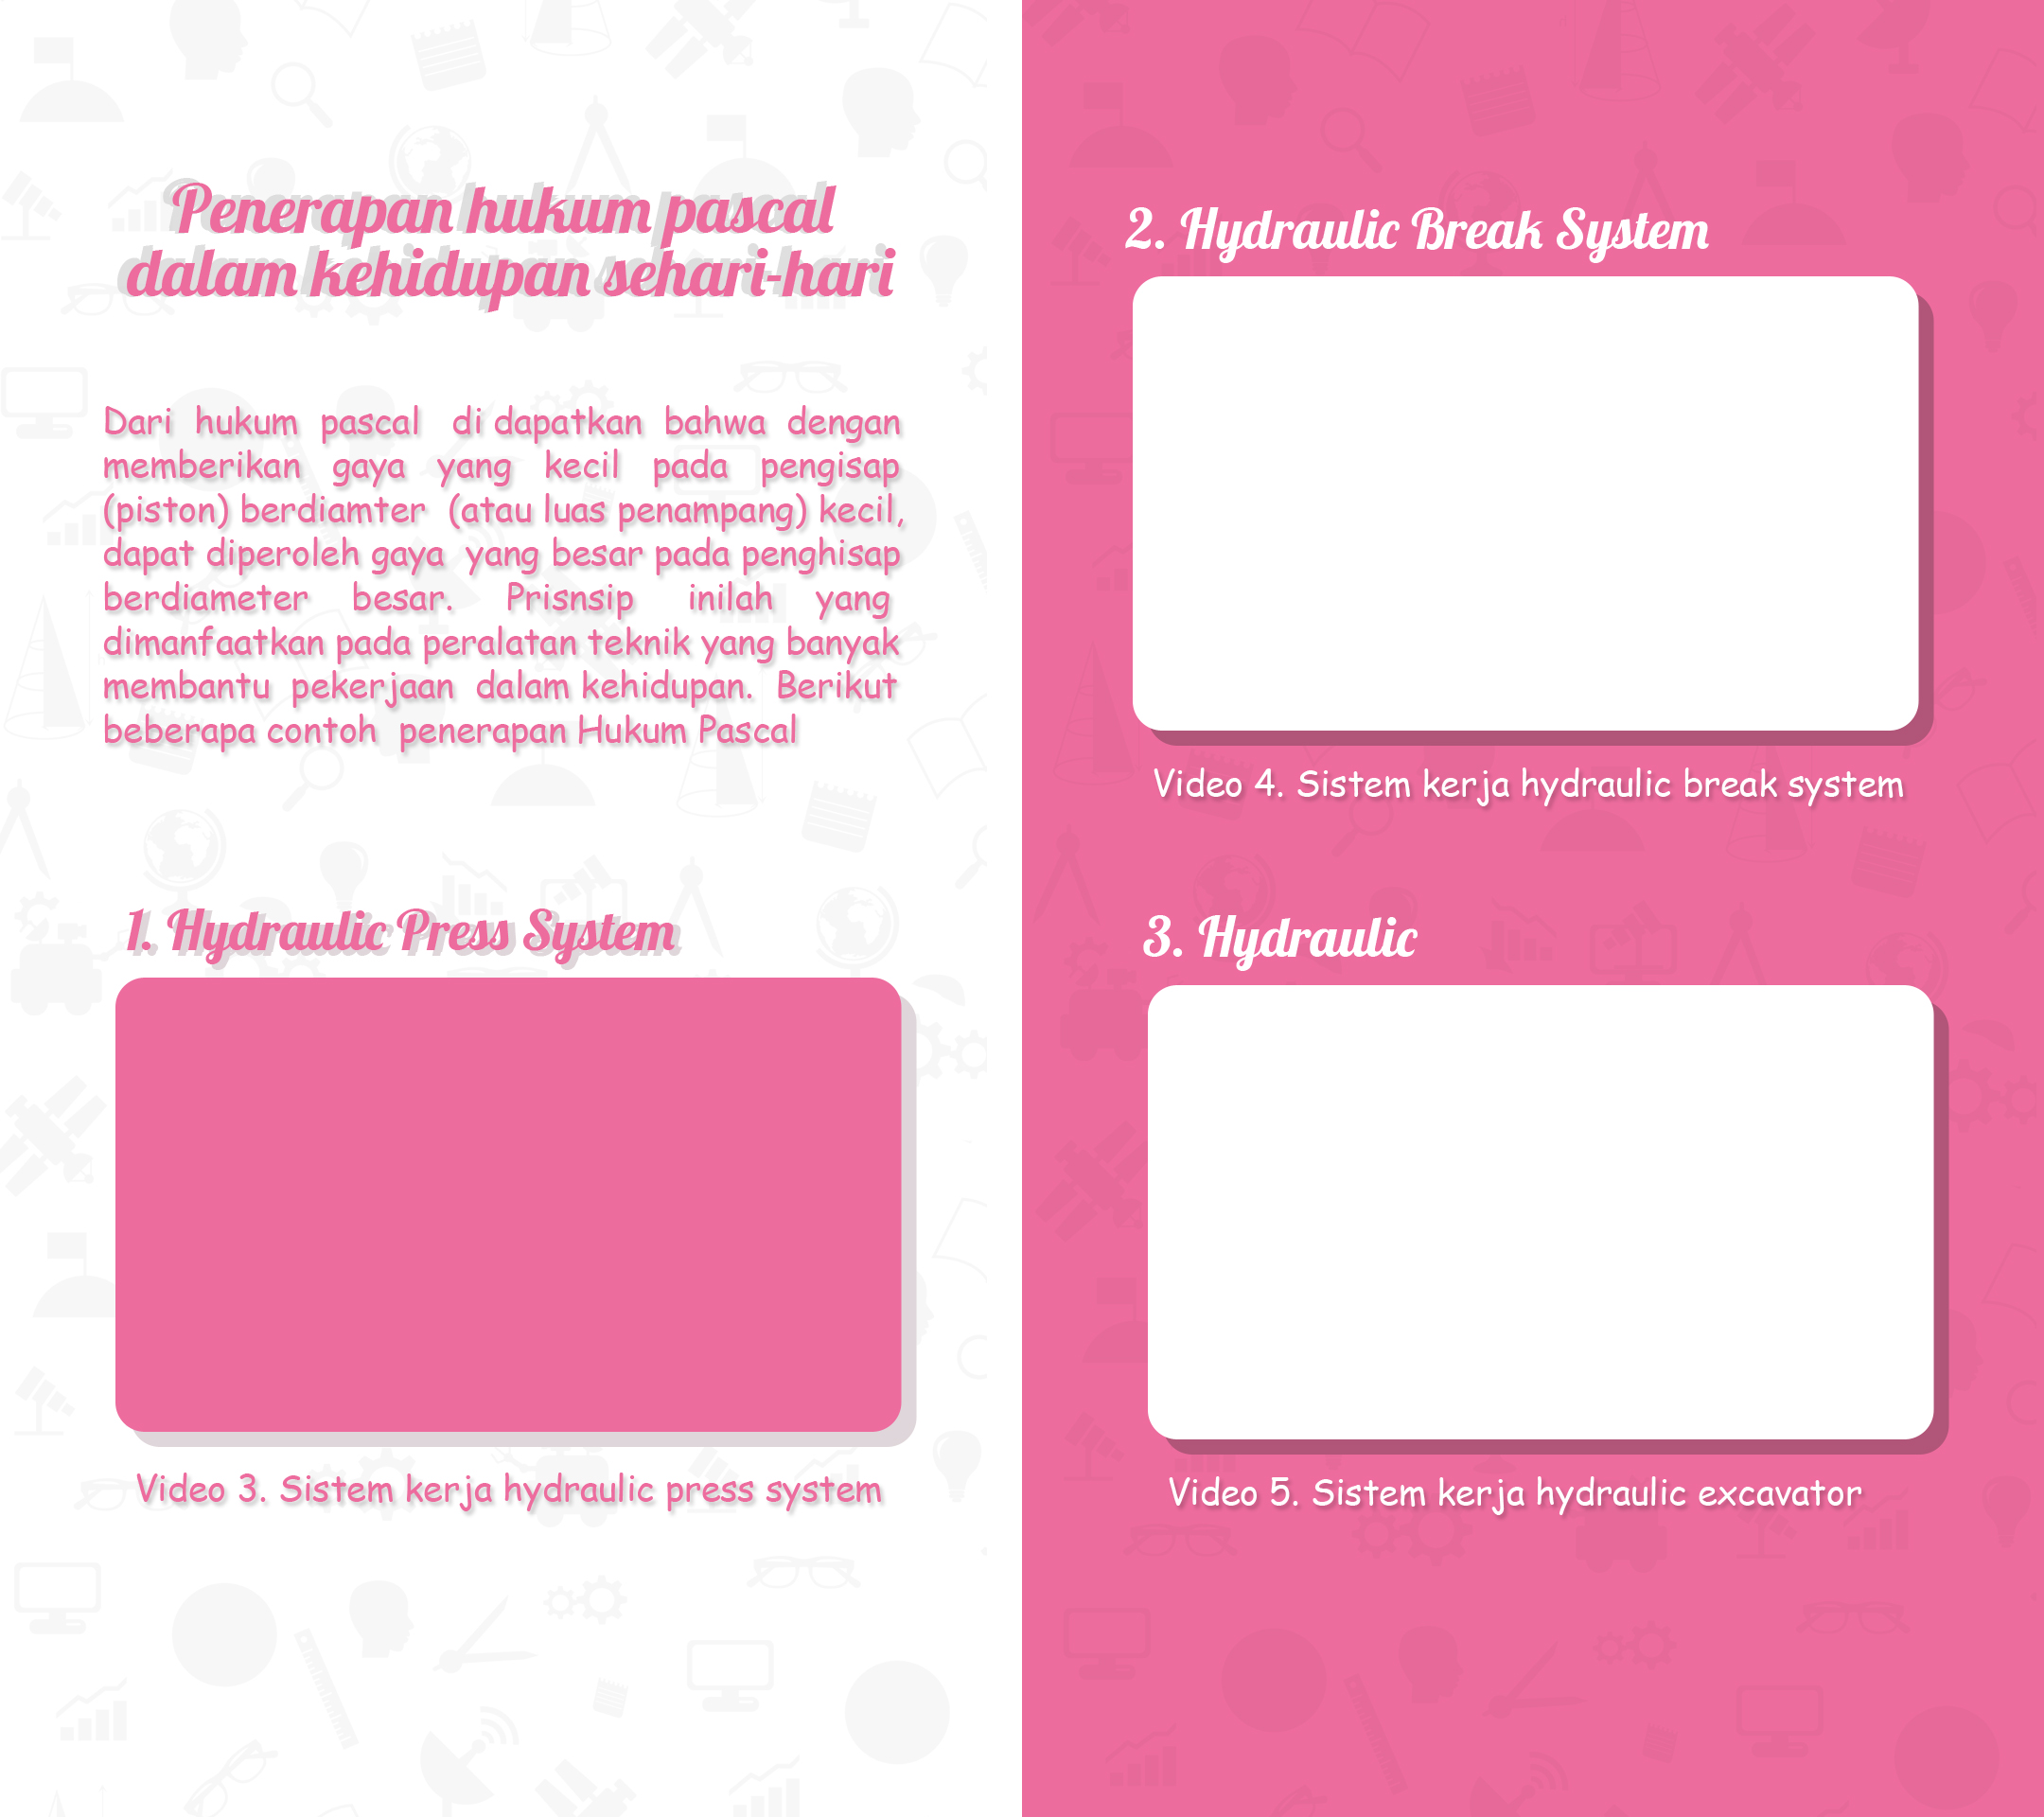 Penerapan hukum pascal
dalam kehidupan sehari-hari
Dari hukum pascal di dapatkan bahwa dengan
memberikan gaya yang kecil pada pengisap
(piston) berdiamter (atau luas penampang) kecil,
dapat diperoleh gaya yang besar pada penghisap
berdiameter besar. Prisnsip inilah yang
dimanfaatkan pada peralatan teknik yang banyak
membantu pekerjaan dalam kehidupan. Berikut
beberapa contoh penerapan Hukum Pascal
1. Hydraulic Press System
Video 3. Sistem kerja hydraulic press system
2. Hydraulic Break System
Video 4. Sistem kerja hydraulic break system
3. Hydraulic
Video 5. Sistem kerja hydraulic excavator